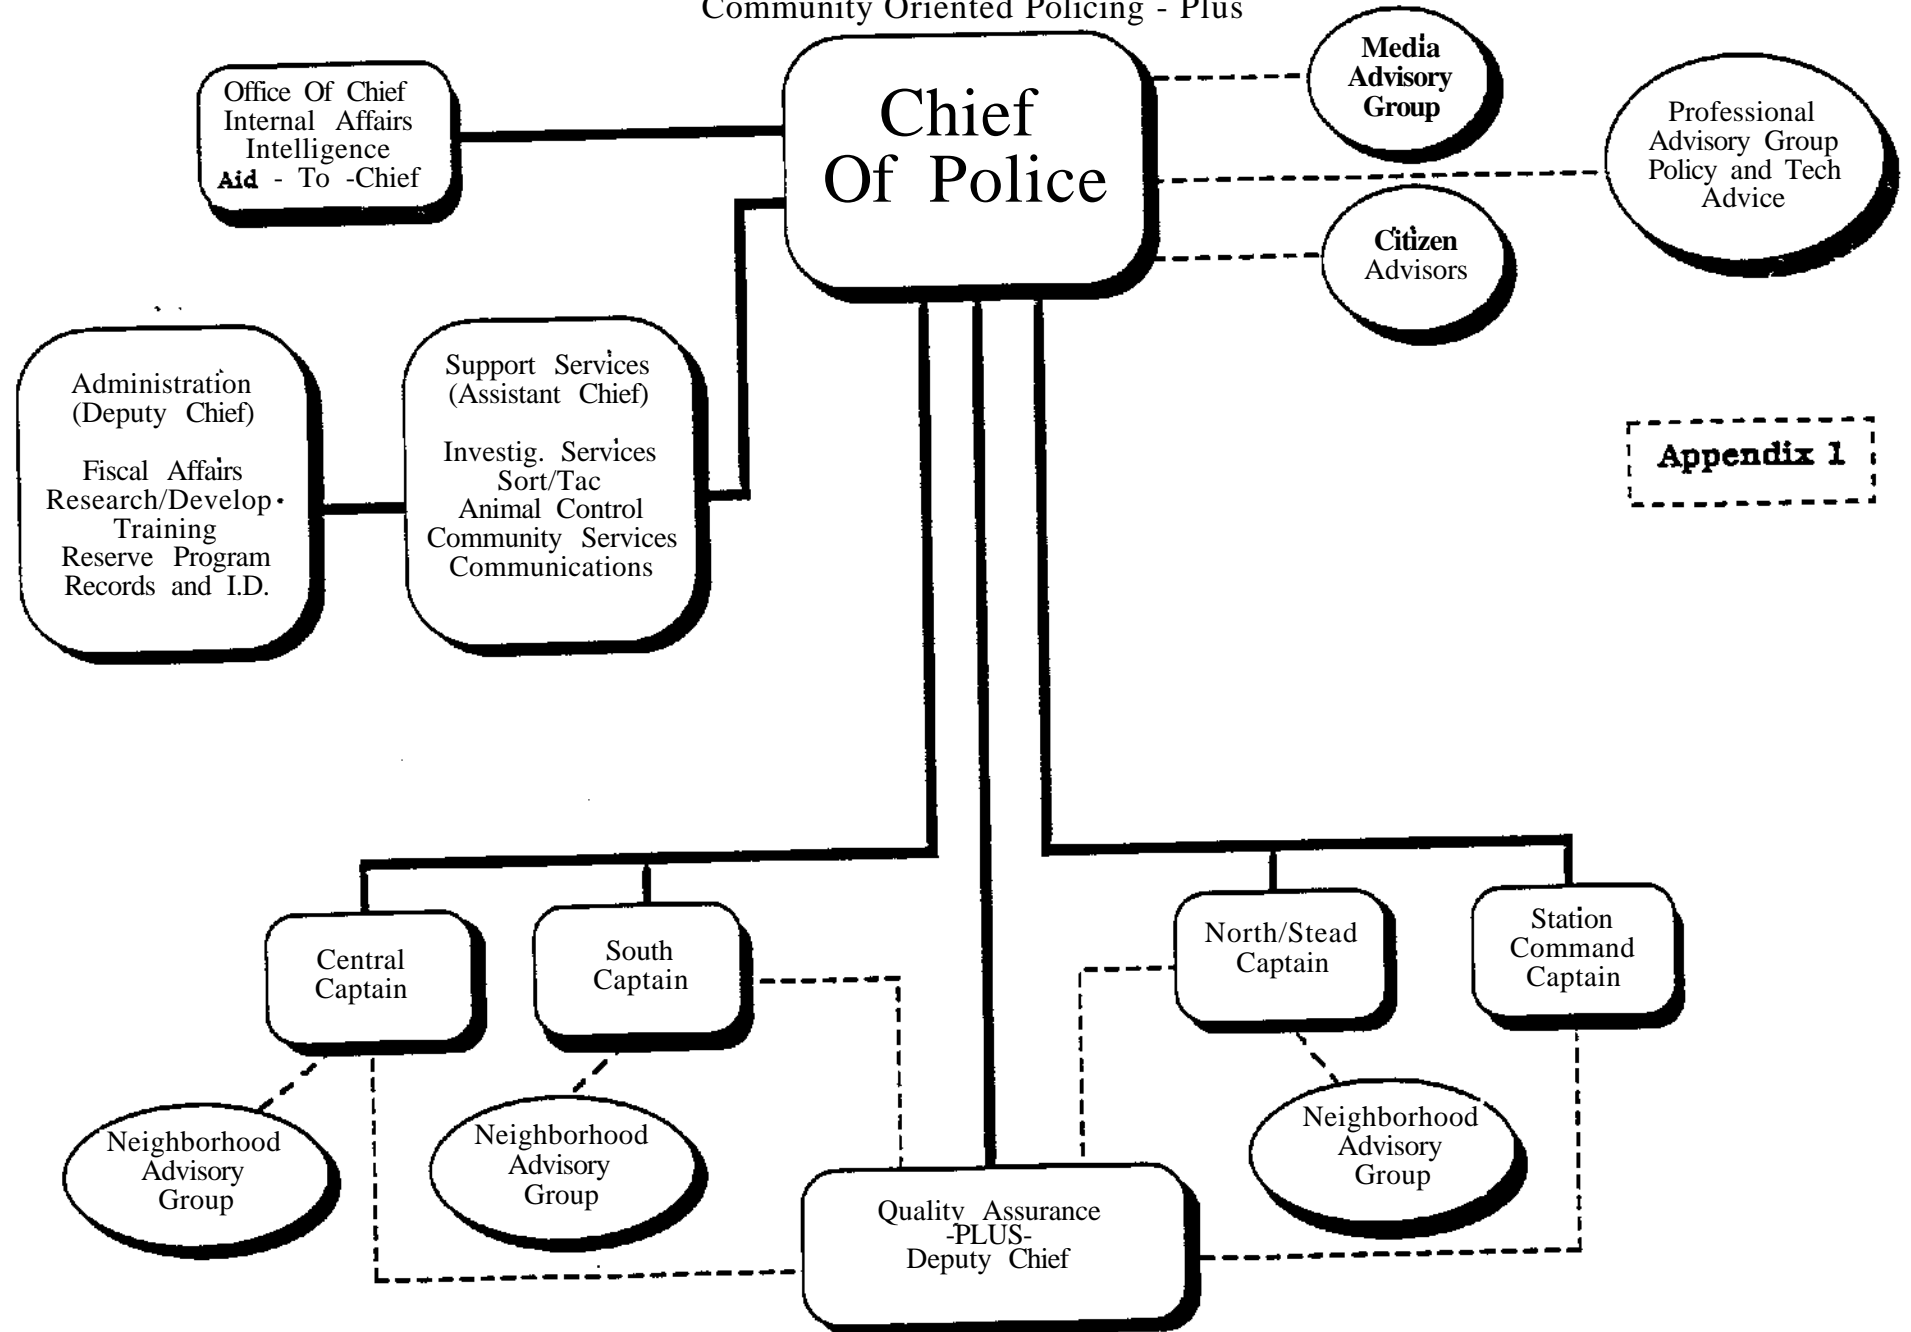 Community Oriented Policing - Plus
Office Of Chief
Internal Affairs
Intelligence
Aid - To -Chief
Chief
Of Police
Media
Advisory
Group
Professional
Advisory Group
Policy and Tech
Advice
Citizen
Advisors
Administration
(Deputy Chief)
Fiscal Affairs
Research/Develop.
Training
Reserve Program
Records and I.D.
Support Services
(Assistant Chief)
Investig. Services
Sort/Tac
Animal Control
Community Services
Communications
Appendix 1
Central
Captain
South
Captain
North/Stead
Captain
Station
Command
Captain
Neighborhood
Advisory
Group
Neighborhood
Advisory
Group
Neighborhood
Advisory
Group
Quality Assurance
-PLUS-
Deputy Chief